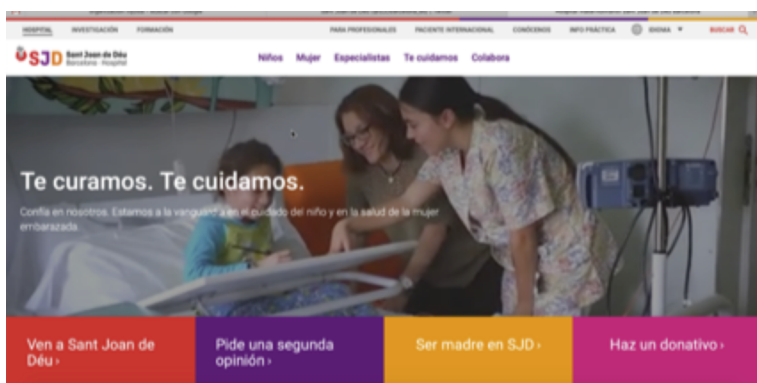 HOSPITAL INVESTIGACIÓN FORMACIÓN PARA PROFESIONALES PACIENTE INTERNACIONAL CONÓCENOS INFO PRÁCTICA IDIOMA BUSCAR
SJD Sant Joan de Déu
Barcelona · Hospital
Niños Mujer Especialistas Te cuidamos Colabora
Te curamos. Te cuidamos.
Confía en nosotros. Estamos a la vanguardia en el cuidado del niño y en la salud de la mujer
embarazada.
Ven a Sant Joan de
Déu ›
Pide una segunda
opinión ›
Ser madre en SJD ›
Haz un donativo ›